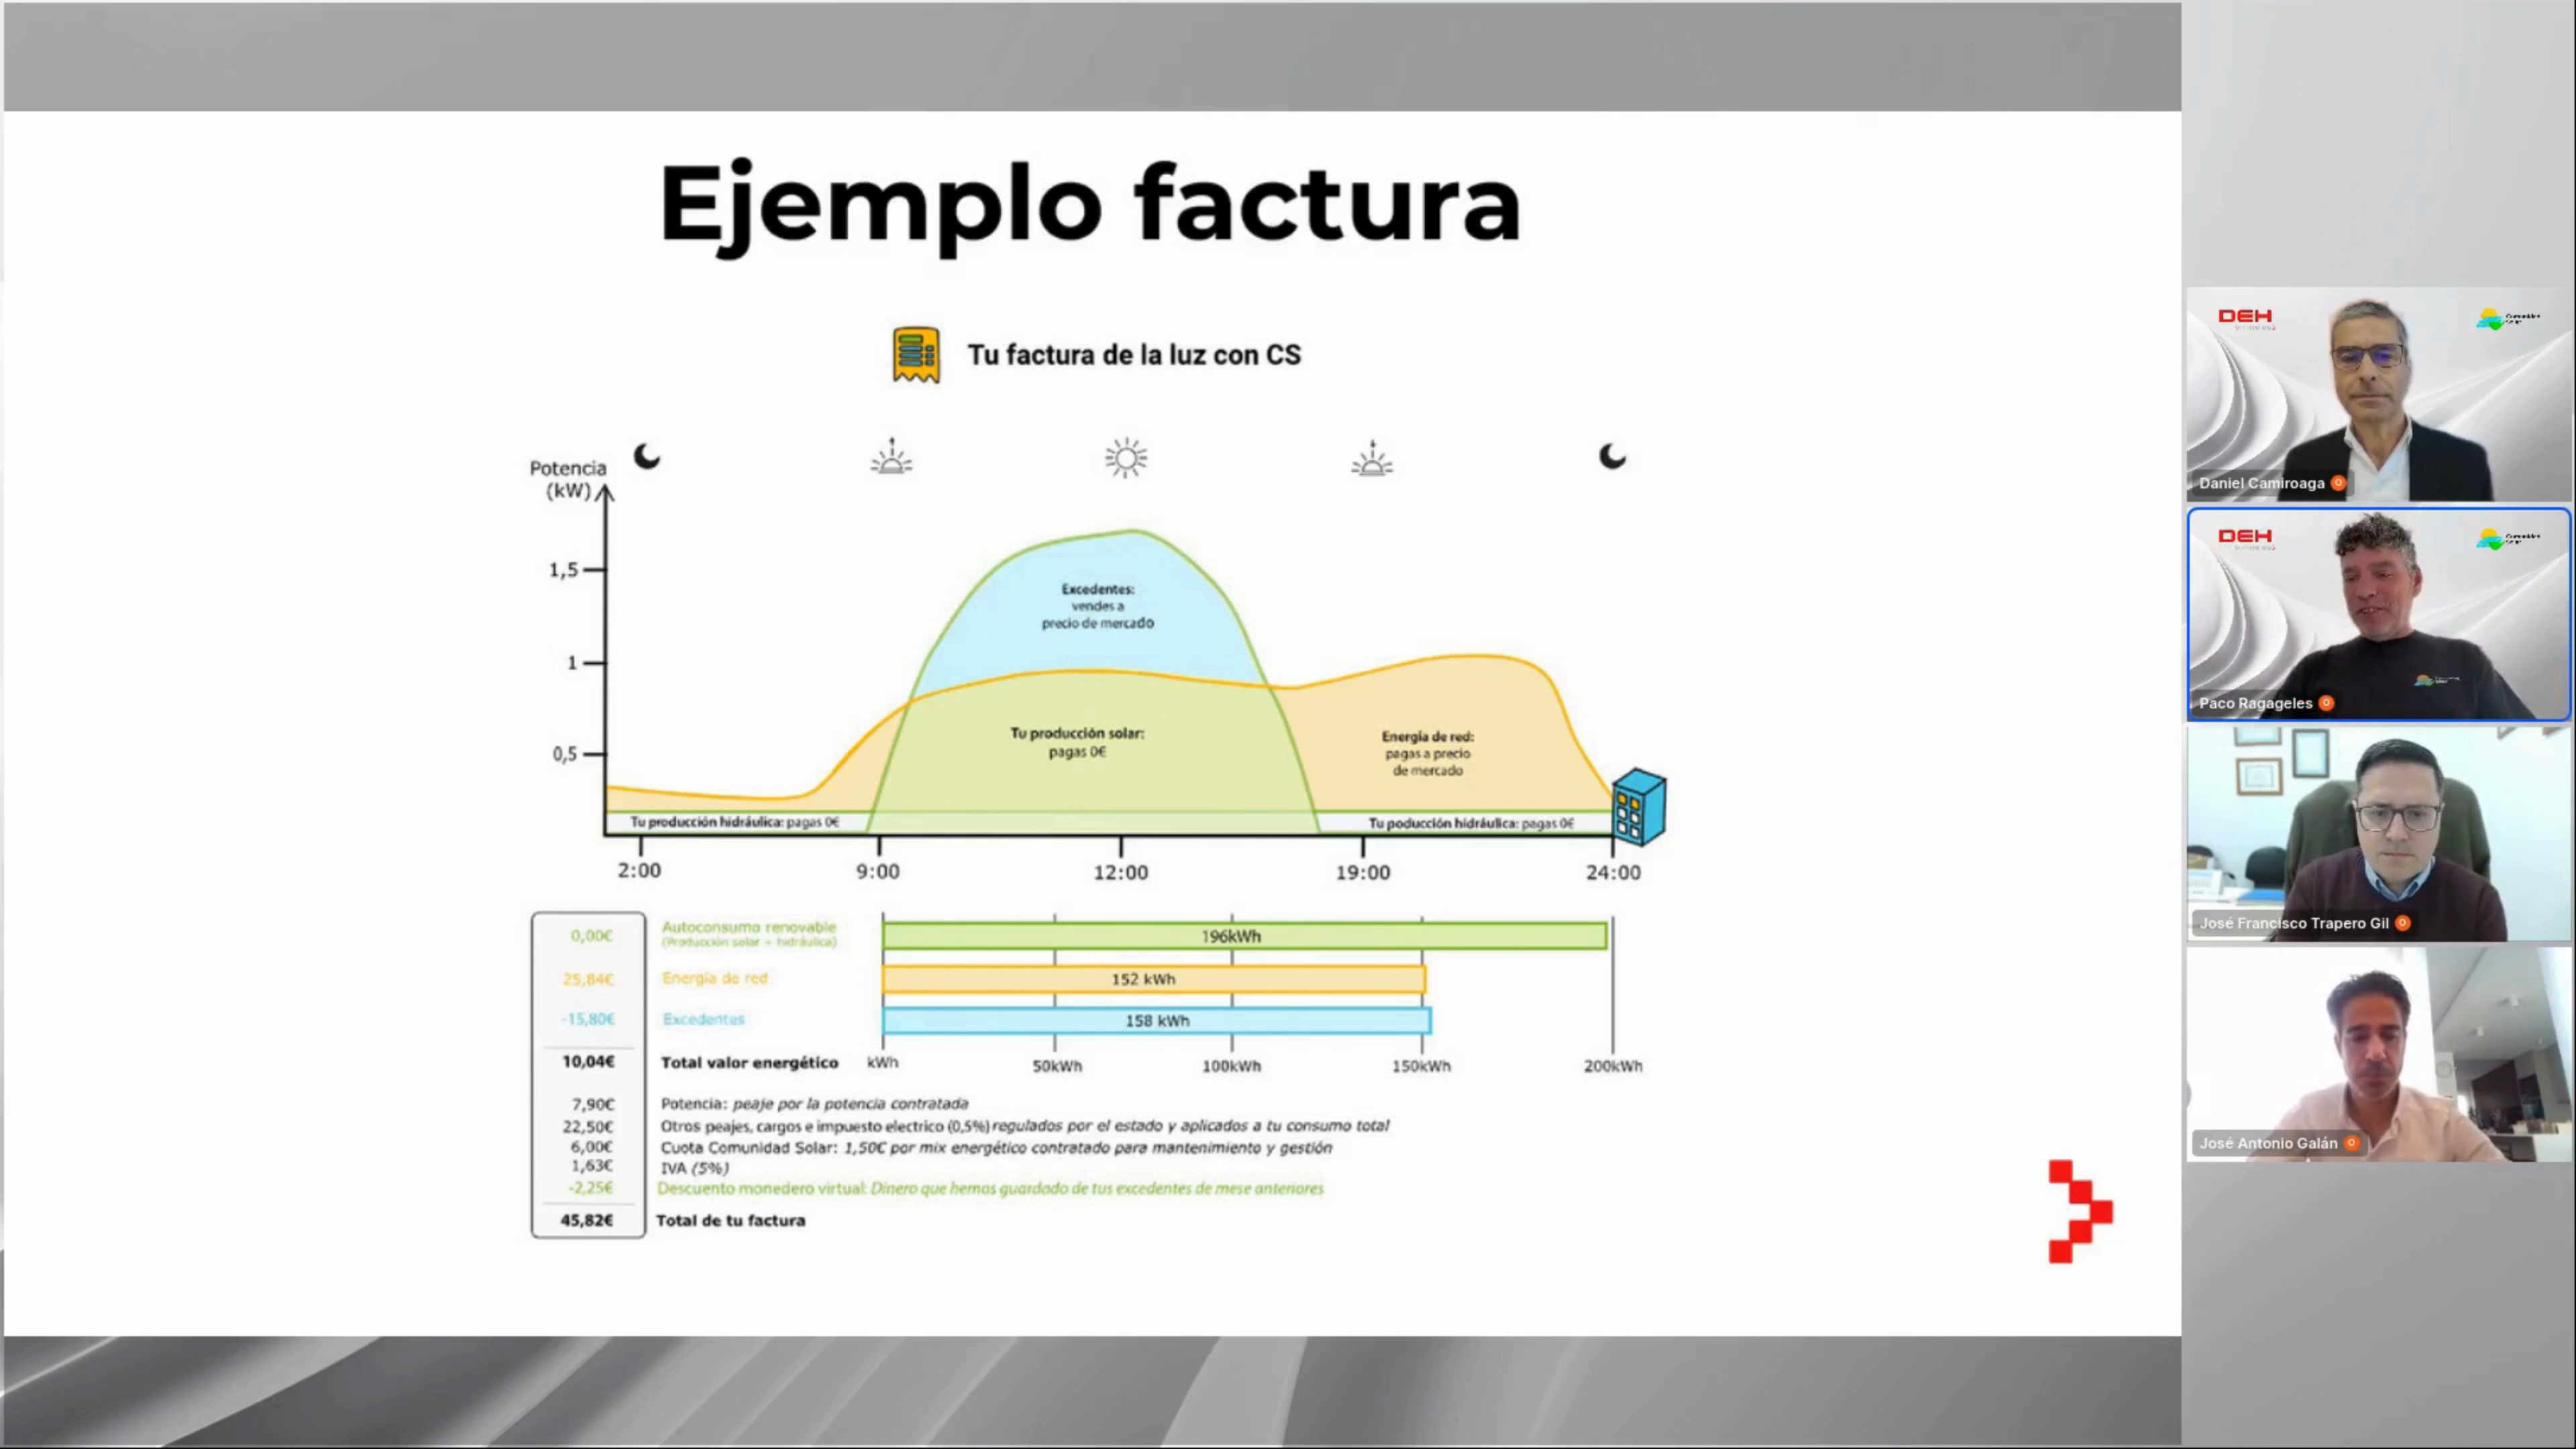 Ejemplo factura
Tu factura de la luz con CS
Potencia
(kW)
1,5
1
0,5
Excedentes:
vendes a
precio de mercado
Tu producción solar:
pagas 0€
Energía de red:
pagas a precio
de mercado
Tu producción hidráulica: pagas 0€
Tu poducción hidráulica: pagas 0€
2:00
9:00
12:00
19:00
24:00
0,00€
Autoconsumo renovable
(Producción solar + hidráulica)
196kWh
25,84€
Energía de red
152 kWh
-15,80€
Excedentes
158 kWh
10,04€
Total valor energético
kWh
50kWh
100kWh
150kWh
200kWh
7,90€
Potencia: peaje por la potencia contratada
22,50€
Otros peajes, cargos e impuesto electrico (0,5%) regulados por el estado y aplicados a tu consumo total
6,00€
Cuota Comunidad Solar: 1,50€ por mix energético contratado para mantenimiento y gestión
1,63€
IVA (5%)
-2,25€
Descuento monedero virtual: Dinero que hemos guardado de tus excedentes de mese anteriores
45,82€
Total de tu factura
DEH
Daniel Camiroaga
DEH
Paco Ragageles
José Francisco Trapero Gil
José Antonio Galán